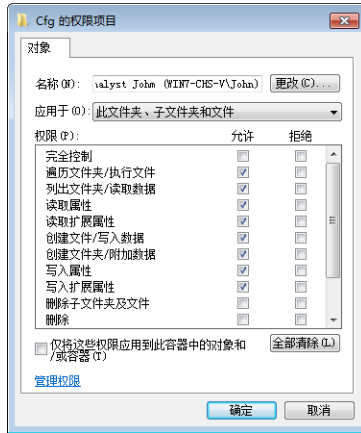 Cfg 的权限项目
对象
名称(N): alyst John (WIN7-CHS-V\John) 更改(C)...
应用于(O): 此文件夹、子文件夹和文件
权限(P): 允许 拒绝
完全控制
遍历文件夹/执行文件
列出文件夹/读取数据
读取属性
读取扩展属性
创建文件/写入数据
创建文件夹/附加数据
写入属性
写入扩展属性
删除子文件夹及文件
删除
仅将这些权限应用到此容器中的对象和 全部清除(L)
/或容器(T)
管理权限
确定 取消